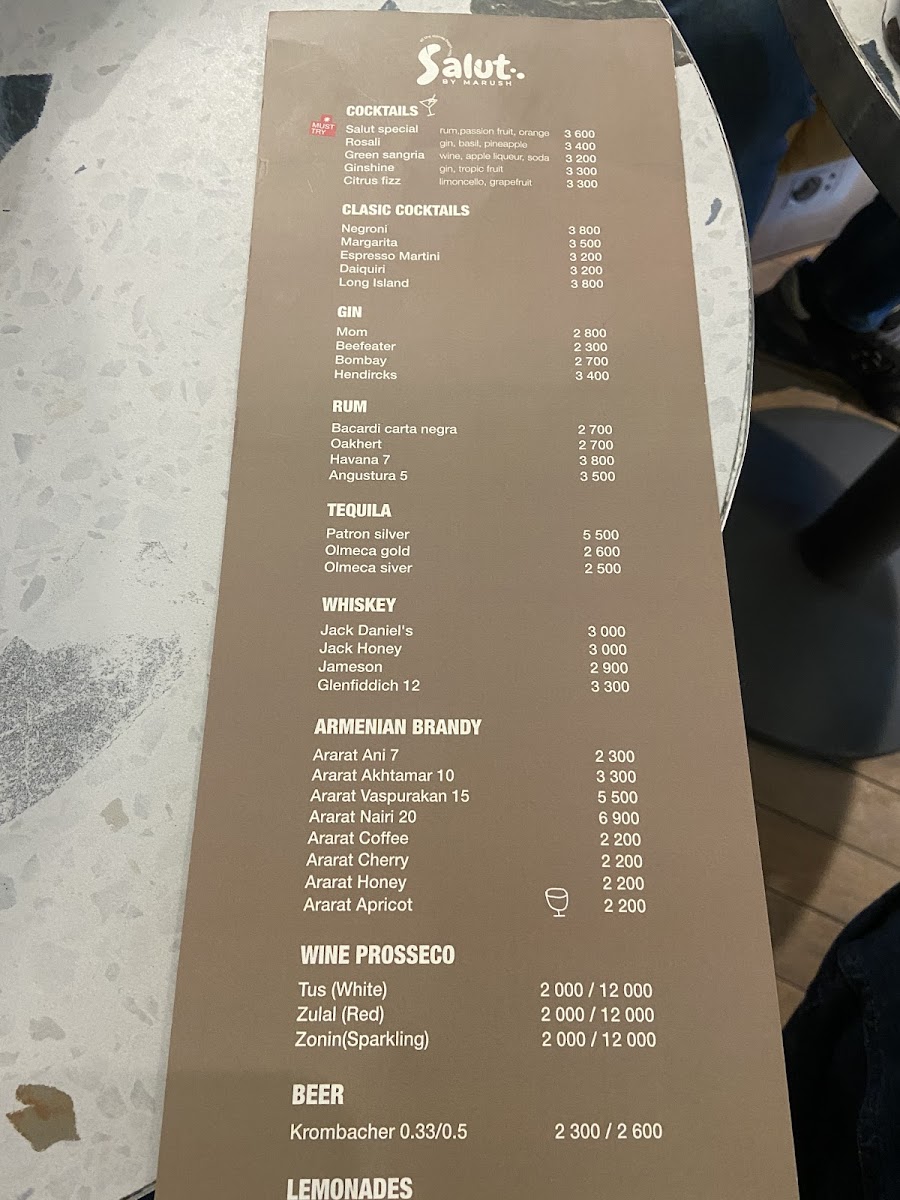 Salut
BY MARUSH
COCKTAILS
MUST TRY
Salut special rum,passion fruit, orange 3 600
Rosali gin, basil, pineapple 3 400
Green sangria wine, apple liqueur, soda 3 200
Ginshine gin, tropic fruit 3 300
Citrus fizz limoncello, grapefruit 3 300
CLASIC COCKTAILS
Negroni 3 800
Margarita 3 500
Espresso Martini 3 200
Daiquiri 3 200
Long Island 3 800
GIN
Mom 2 800
Beefeater 2 300
Bombay 2 700
Hendircks 3 400
RUM
Bacardi carta negra 2 700
Oakhert 2 700
Havana 7 3 800
Angustura 5 3 500
TEQUILA
Patron silver 5 500
Olmeca gold 2 600
Olmeca siver 2 500
WHISKEY
Jack Daniel's 3 000
Jack Honey 3 000
Jameson 2 900
Glenfiddich 12 3 300
ARMENIAN BRANDY
Ararat Ani 7 2 300
Ararat Akhtamar 10 3 300
Ararat Vaspurakan 15 5 500
Ararat Nairi 20 6 900
Ararat Coffee 2 200
Ararat Cherry 2 200
Ararat Honey 2 200
Ararat Apricot 2 200
WINE PROSSECO
Tus (White) 2 000 / 12 000
Zulal (Red) 2 000 / 12 000
Zonin(Sparkling) 2 000 / 12 000
BEER
Krombacher 0.33/0.5 2 300 / 2 600
LEMONADES